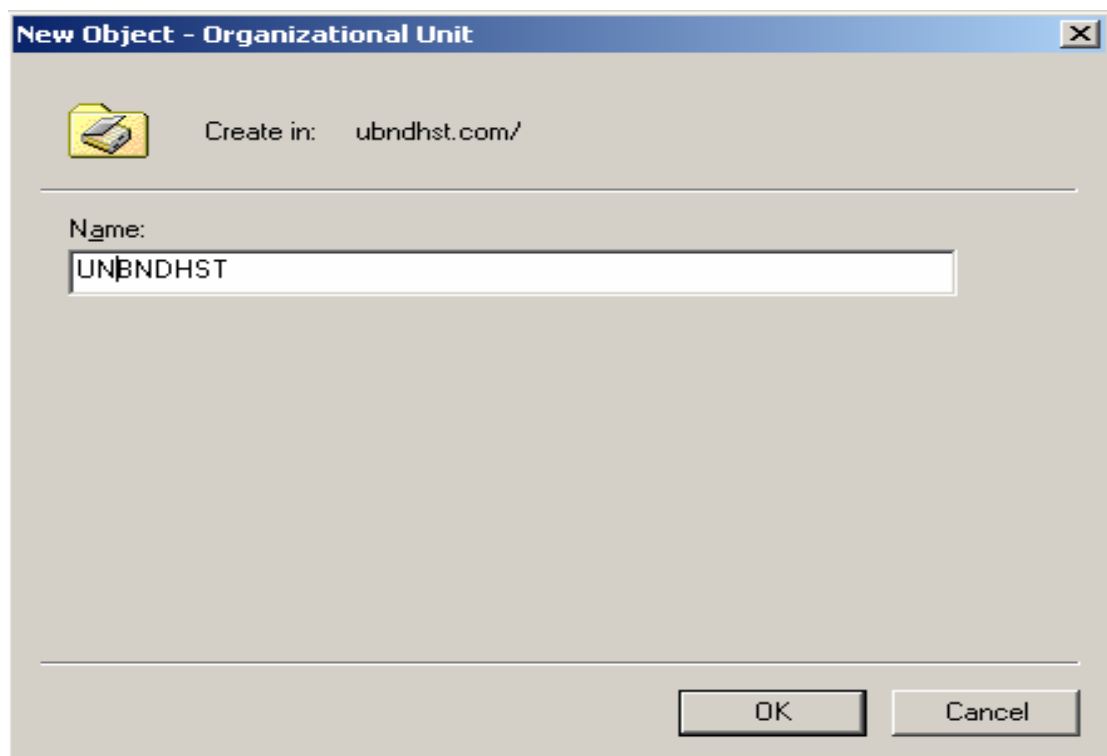 New Object - Organizational Unit
Create in: ubndhst.com/
Name:
UNBNDHST
OK Cancel